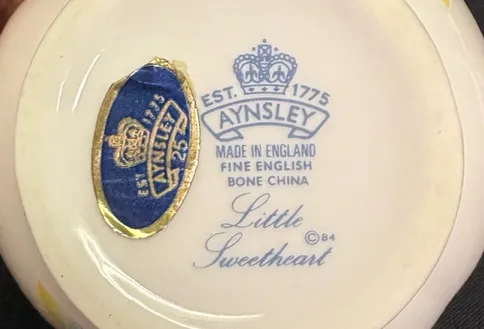 EST. 1775
AYNSLEY
MADE IN ENGLAND
FINE ENGLISH
BONE CHINA
Little
Sweetheart
© 84
EST 1775
AYNSLEY
25